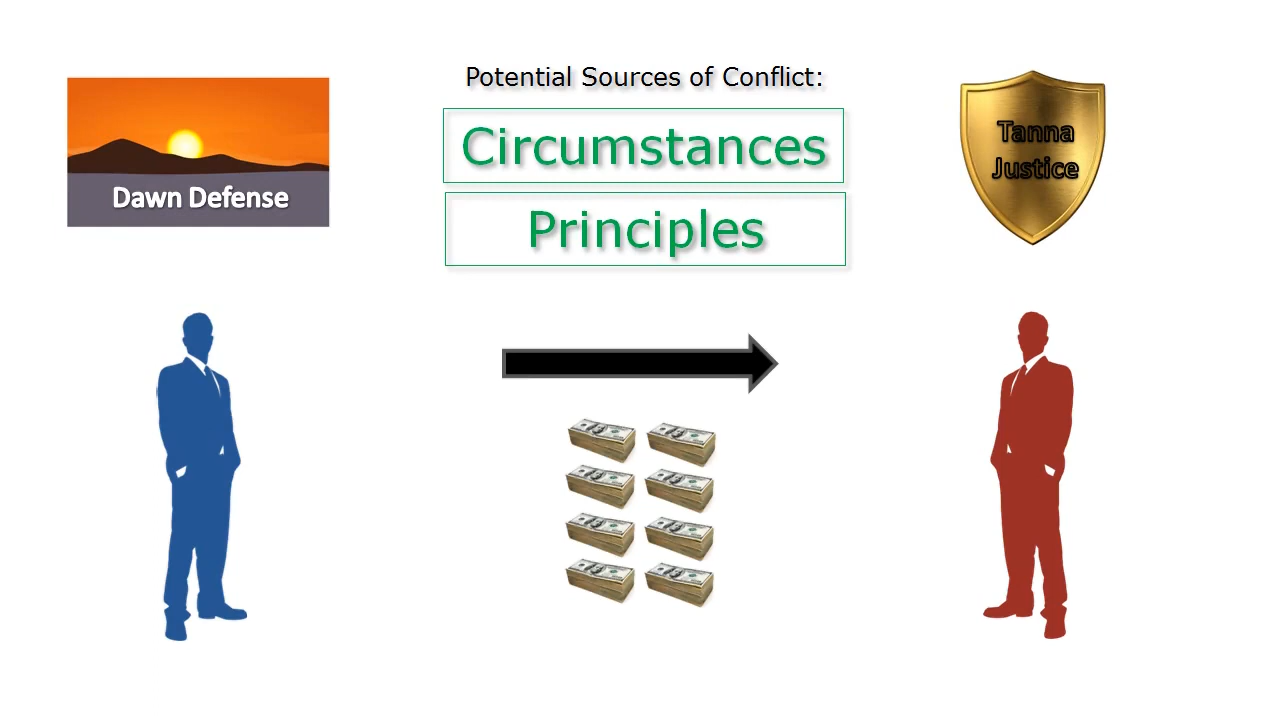 Potential Sources of Conflict:
Circumstances
Principles
Dawn Defense
Tanna
Justice